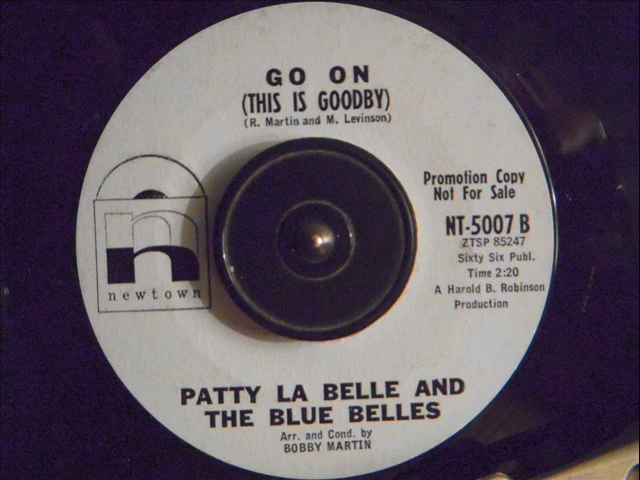 GO ON
(THIS IS GOODBY)
(R. Martin and M. Levinson)
Promotion Copy
Not For Sale
NT-5007 B
ZTSP 85247
Sixty Six Publ.
Time 2:20
A Harold B. Robinson
Production
n
newtown
PATTY LA BELLE AND
THE BLUE BELLES
Arr. and Cond. by
BOBBY MARTIN